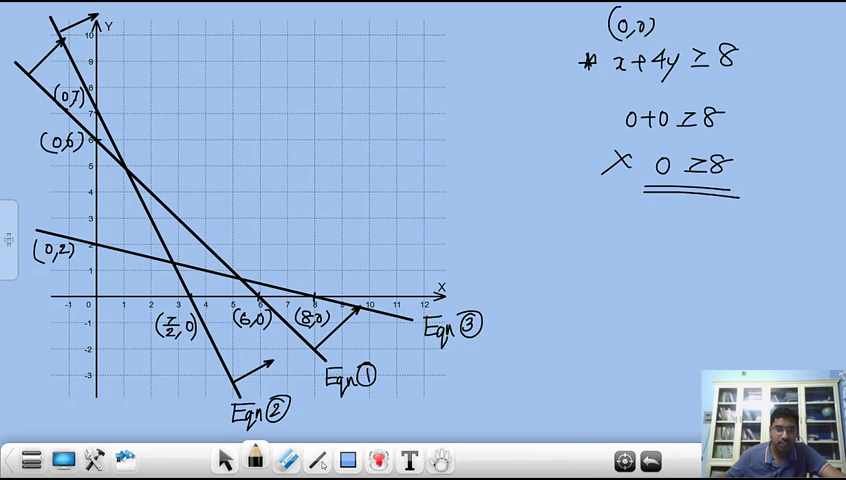 (0,0)
* x+4y ≥ 8
0+0 ≥8
× 0 ≥8
Y
10
9
8
7
6
5
4
3
2
1
(0,7)
(0,6)
(0,2)
X
-1 0 1 2 3 4 5 6 7 8 9 10 11 12
-1
-2
-3
(7/2, 0)
(6,0)
(8,0)
Eqn ③
Eqn ①
Eqn ②
T